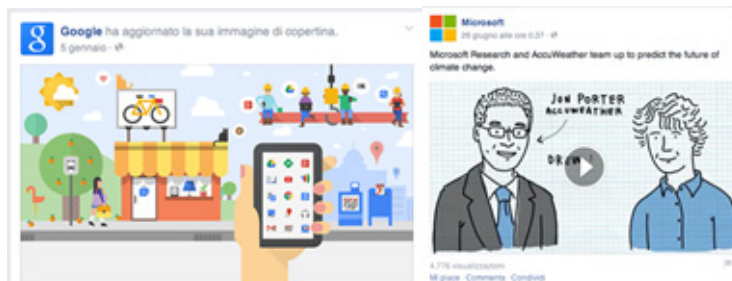 Google ha aggiornato la sua immagine di copertina.
5 gennaio
Microsoft
26 giugno alle ore 0.37
Microsoft Research and AccuWeather team up to predict the future of
climate change.
JON PORTER
ACCUWEATHER
4.776 visualizzazioni
Mi piace Commenta Condividi